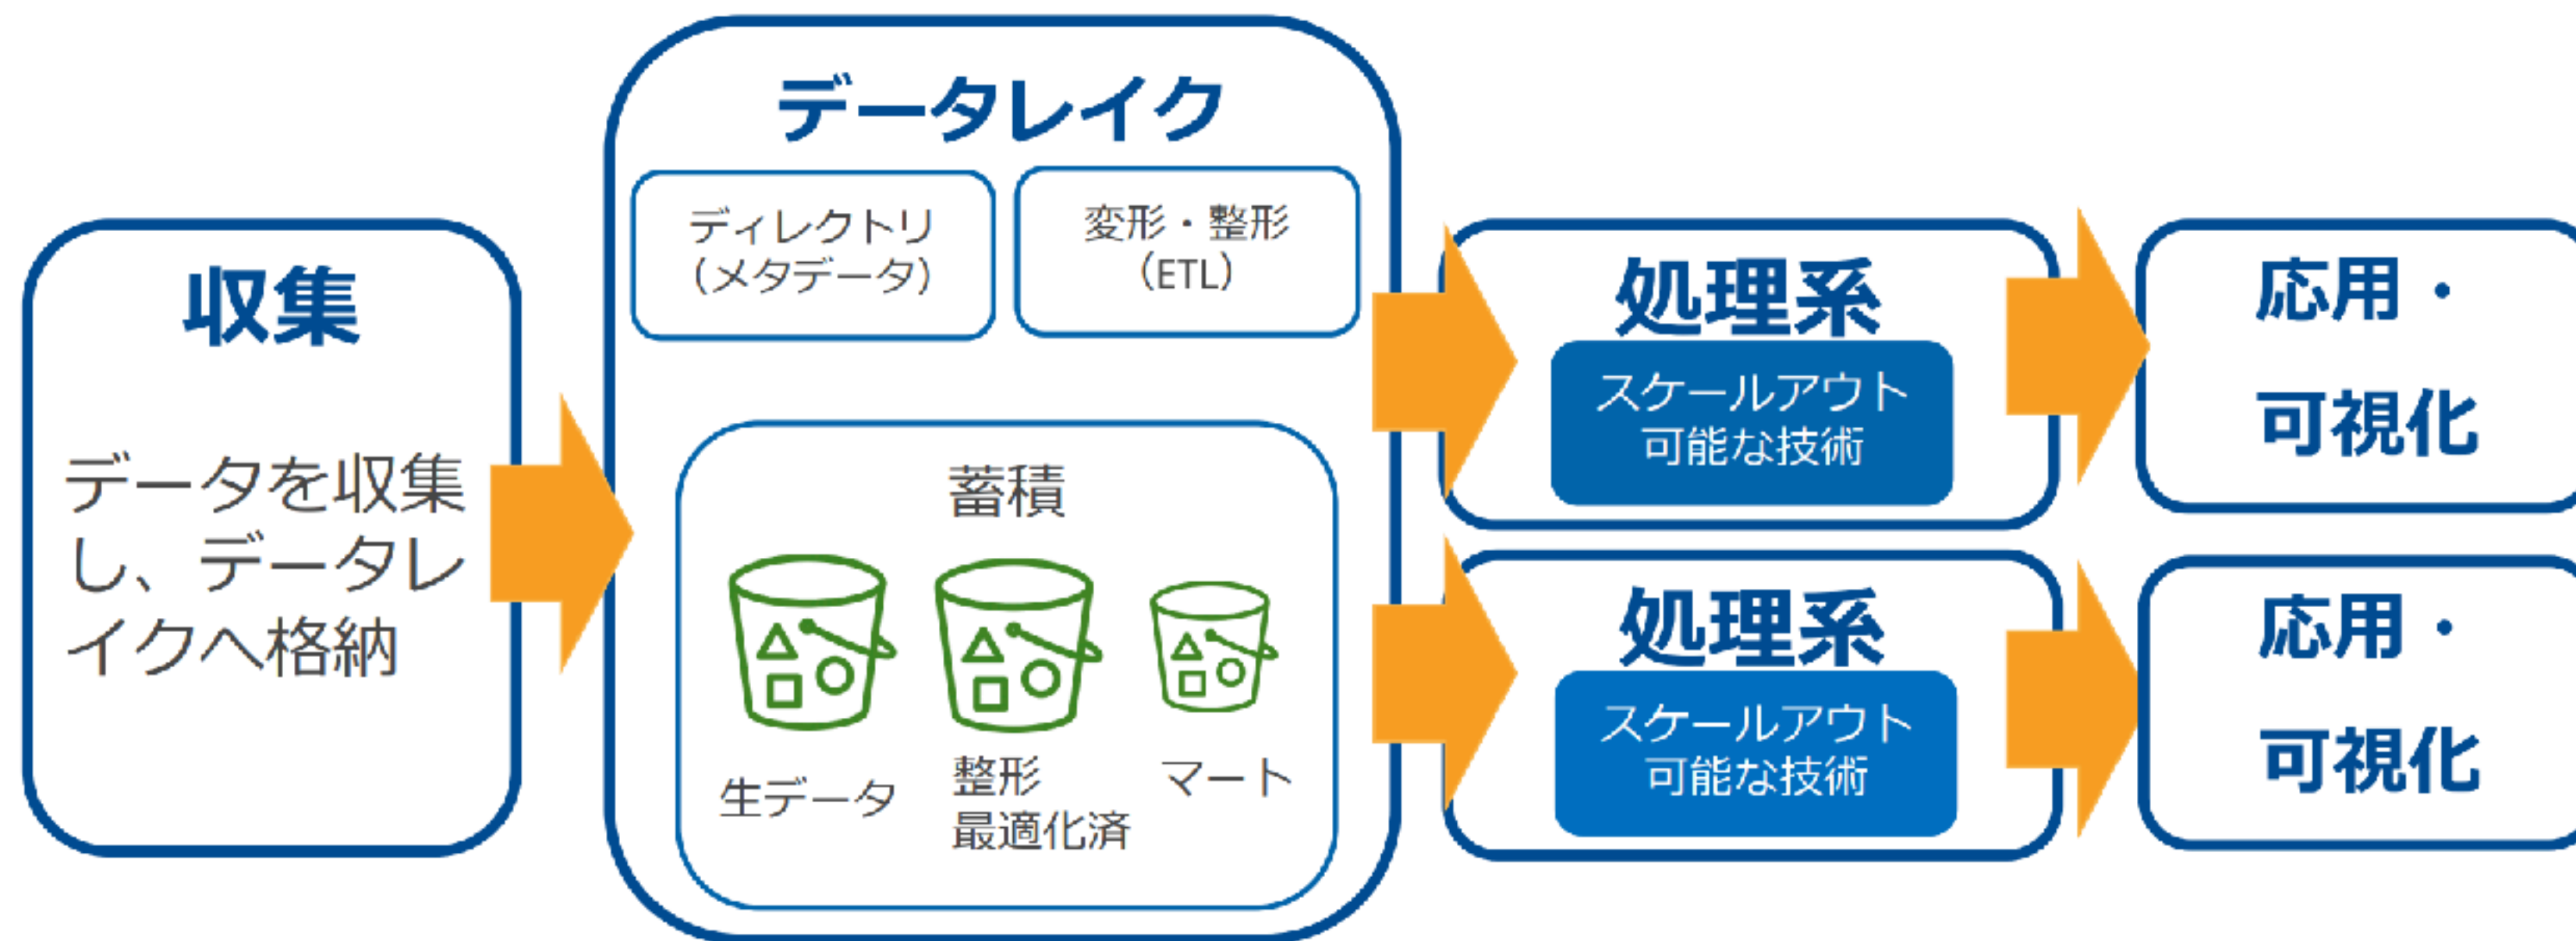 収集
データを収集
し、データレ
イクへ格納
データレイク
ディレクトリ
（メタデータ）
変形・整形
（ETL）
蓄積
生データ
整形
最適化済
マート
処理系
スケールアウト
可能な技術
応用・
可視化
処理系
スケールアウト
可能な技術
応用・
可視化